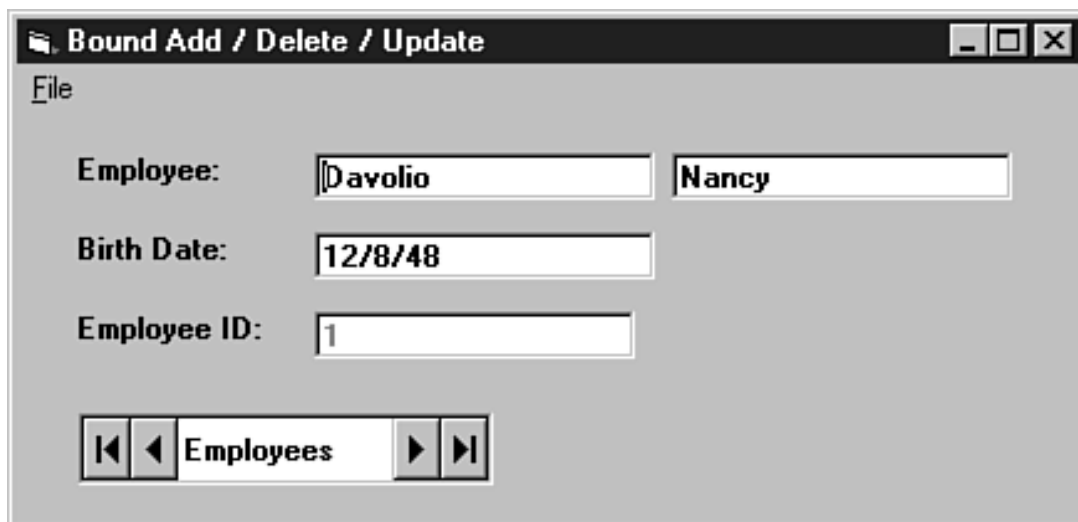 Bound Add / Delete / Update
File
Employee: Davolio Nancy
Birth Date: 12/8/48
Employee ID: 1
Employees